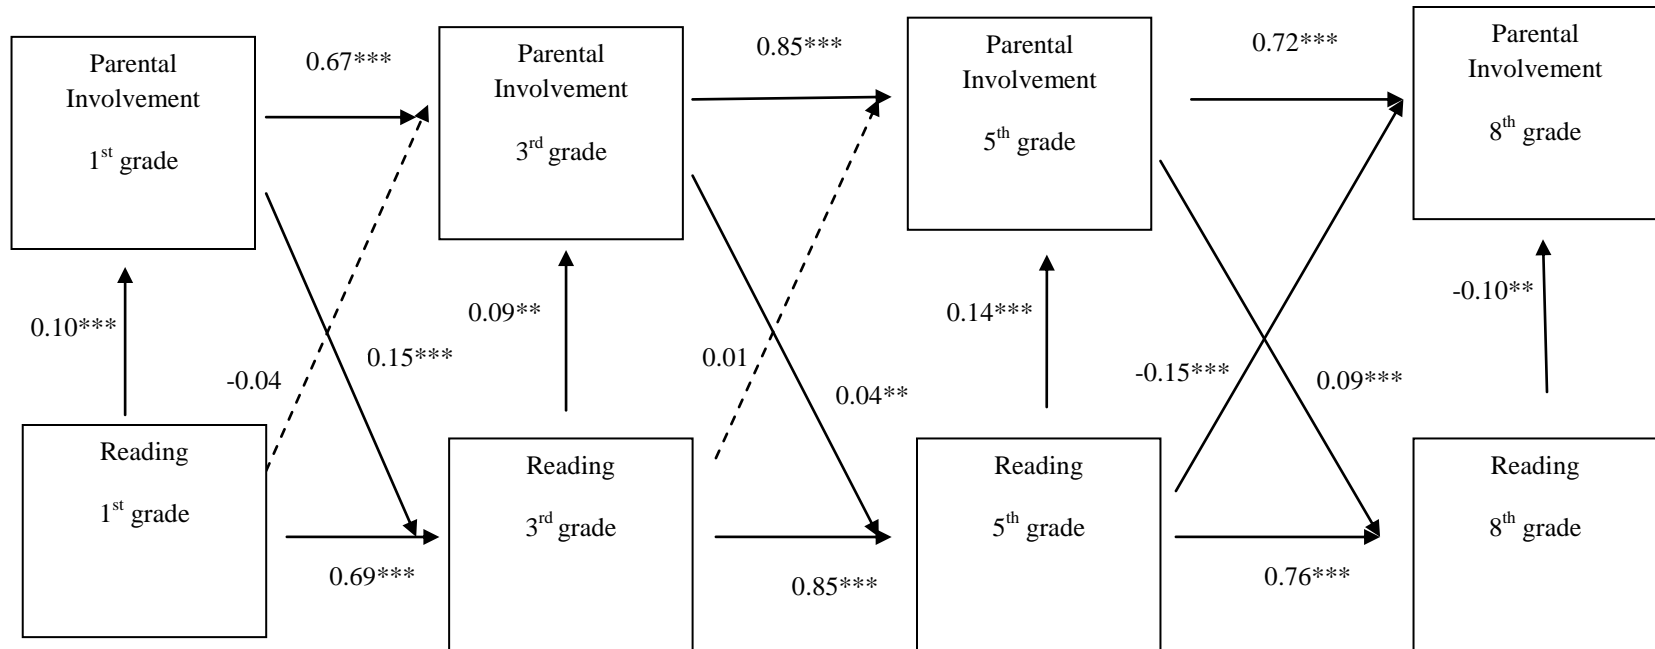 Parental
Involvement
1st grade
0.67***
Parental
Involvement
3rd grade
0.85***
Parental
Involvement
5th grade
0.72***
Parental
Involvement
8th grade
0.10***
-0.04
0.15***
0.09**
0.01
0.04**
0.14***
-0.15***
0.09***
-0.10**
Reading
1st grade
0.69***
Reading
3rd grade
0.85***
Reading
5th grade
0.76***
Reading
8th grade